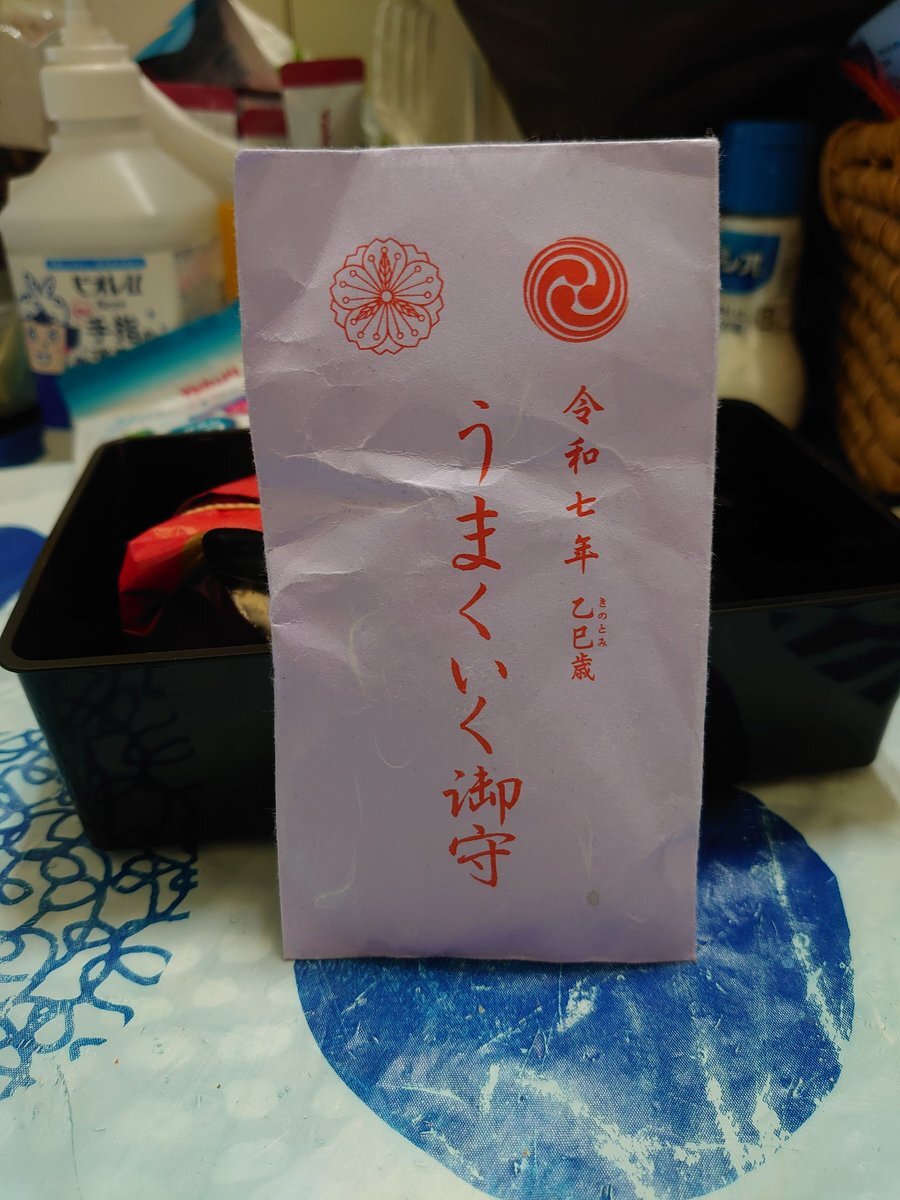 令和七年 乙巳歳
きのとみ
うまくいく御守
ビオレu
手指の